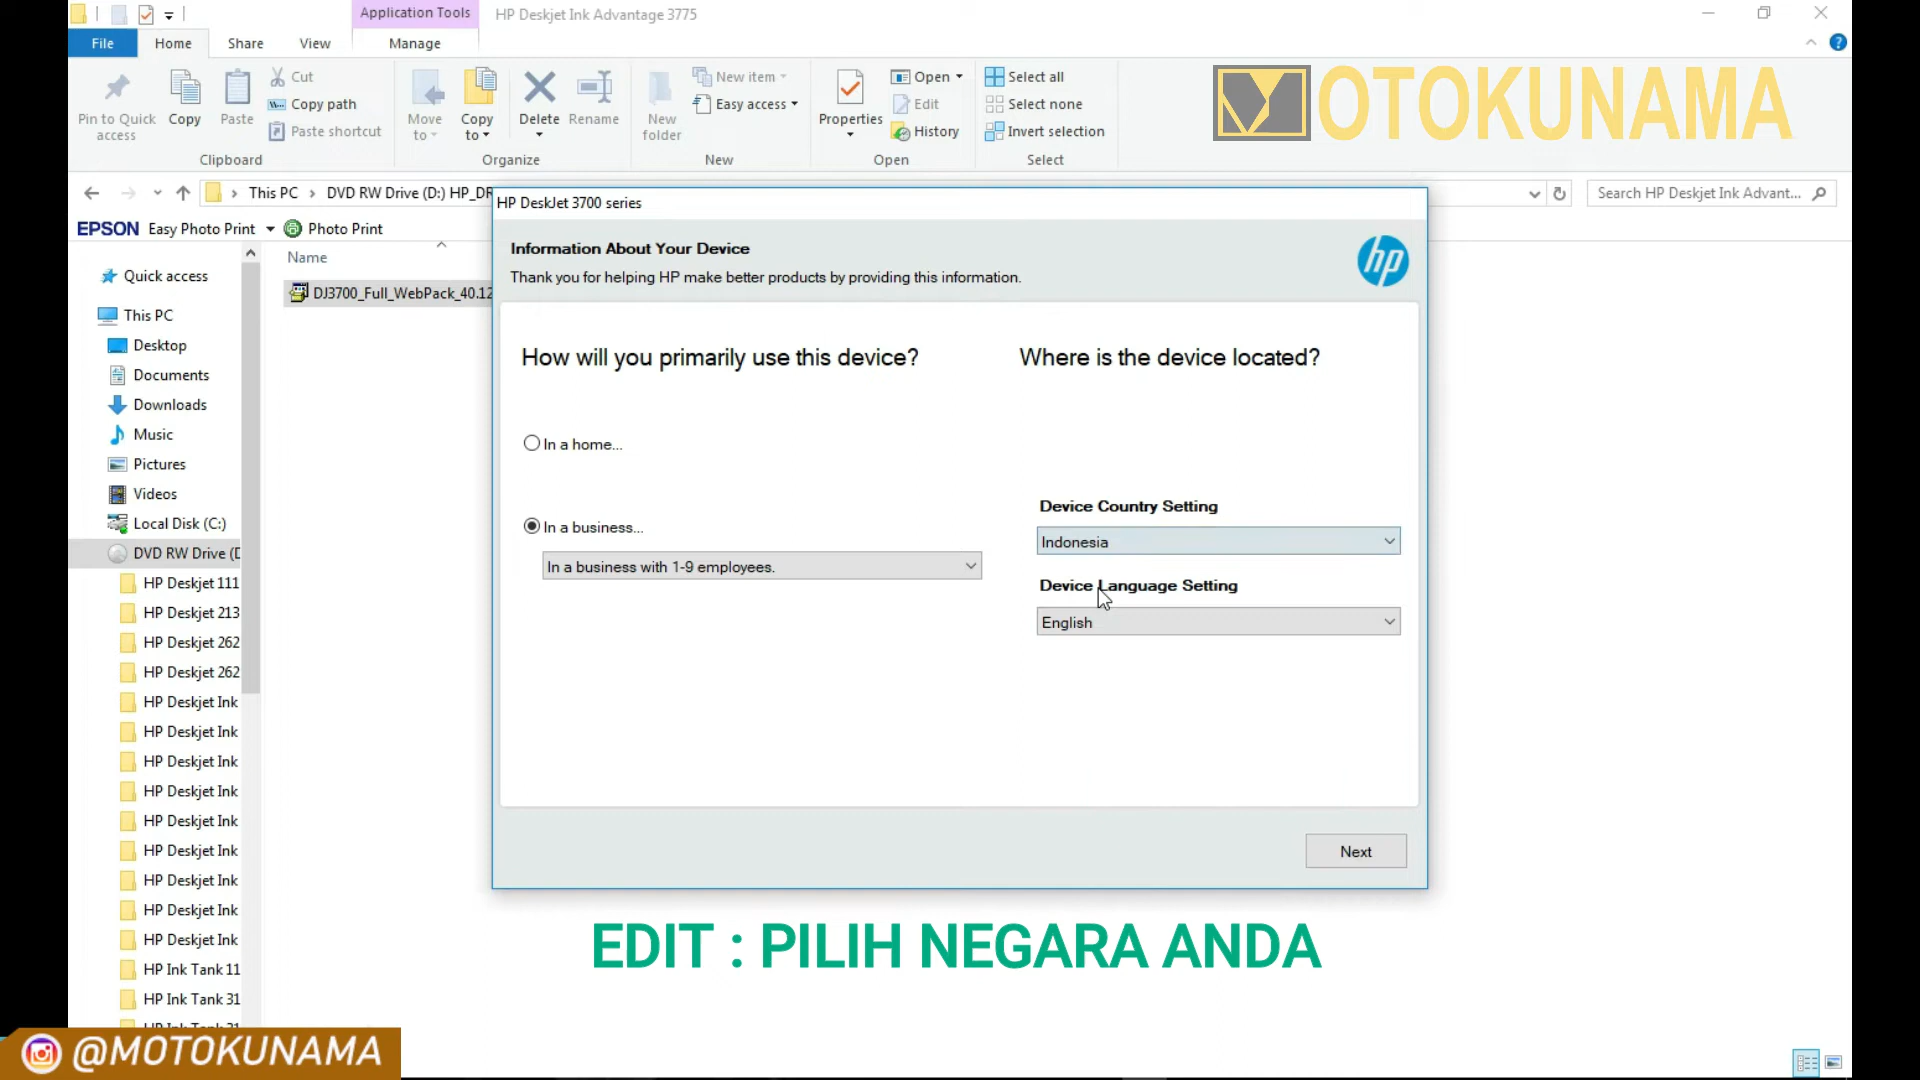 Application Tools
HP Deskjet Ink Advantage 3775
File
Home
Share
View
Manage
Pin to Quick access
Copy
Paste
Cut
Copy path
Paste shortcut
Clipboard
Move to
Copy to
Delete
Rename
Organize
New folder
New item
Easy access
New
Properties
Open
Edit
History
Open
Select all
Select none
Invert selection
Select
MOTOKUNAMA
This PC
DVD RW Drive (D:) HP_DR
Search HP Deskjet Ink Advant...
EPSON Easy Photo Print
Photo Print
Name
DJ3700_Full_WebPack_40.12
Quick access
This PC
Desktop
Documents
Downloads
Music
Pictures
Videos
Local Disk (C:)
DVD RW Drive (D
HP Deskjet 111
HP Deskjet 213
HP Deskjet 262
HP Deskjet 262
HP Deskjet Ink
HP Deskjet Ink
HP Deskjet Ink
HP Deskjet Ink
HP Deskjet Ink
HP Deskjet Ink
HP Deskjet Ink
HP Deskjet Ink
HP Deskjet Ink
HP Ink Tank 11
HP Ink Tank 31
HP DeskJet 3700 series
Information About Your Device
Thank you for helping HP make better products by providing this information.
hp
How will you primarily use this device?
In a home...
In a business...
In a business with 1-9 employees.
Where is the device located?
Device Country Setting
Indonesia
Device Language Setting
English
Next
EDIT : PILIH NEGARA ANDA
@MOTOKUNAMA